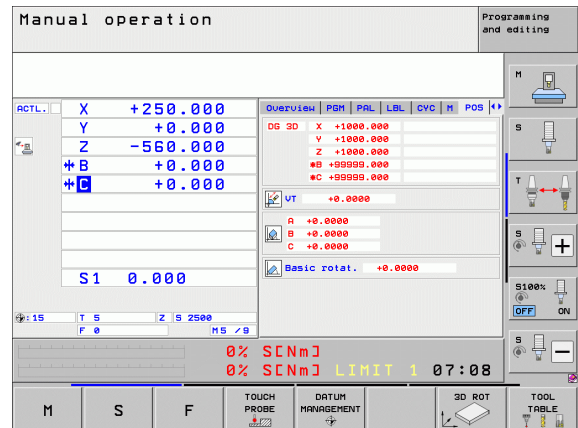 Manual operation
Programming
and editing
M
ACTL.
X +250.000
Y +0.000
Z -560.000
B +0.000
C +0.000
S1 0.000
:15 T 5 Z S 2500
F 0 M5 /9
Overview PGM PAL LBL CYC M POS
DG 3D X +1000.000
Y +1000.000
Z +1000.000
*B +99999.000
*C +99999.000
VT +0.0000
A +0.0000
B +0.0000
C +0.0000
Basic rotat. +0.0000
S
T
S
+
S100%
OFF ON
S
-
0% S[Nm]
0% S[Nm] LIMIT 1 07:08
M
S
F
TOUCH
PROBE
DATUM
MANAGEMENT
3D ROT
TOOL
TABLE